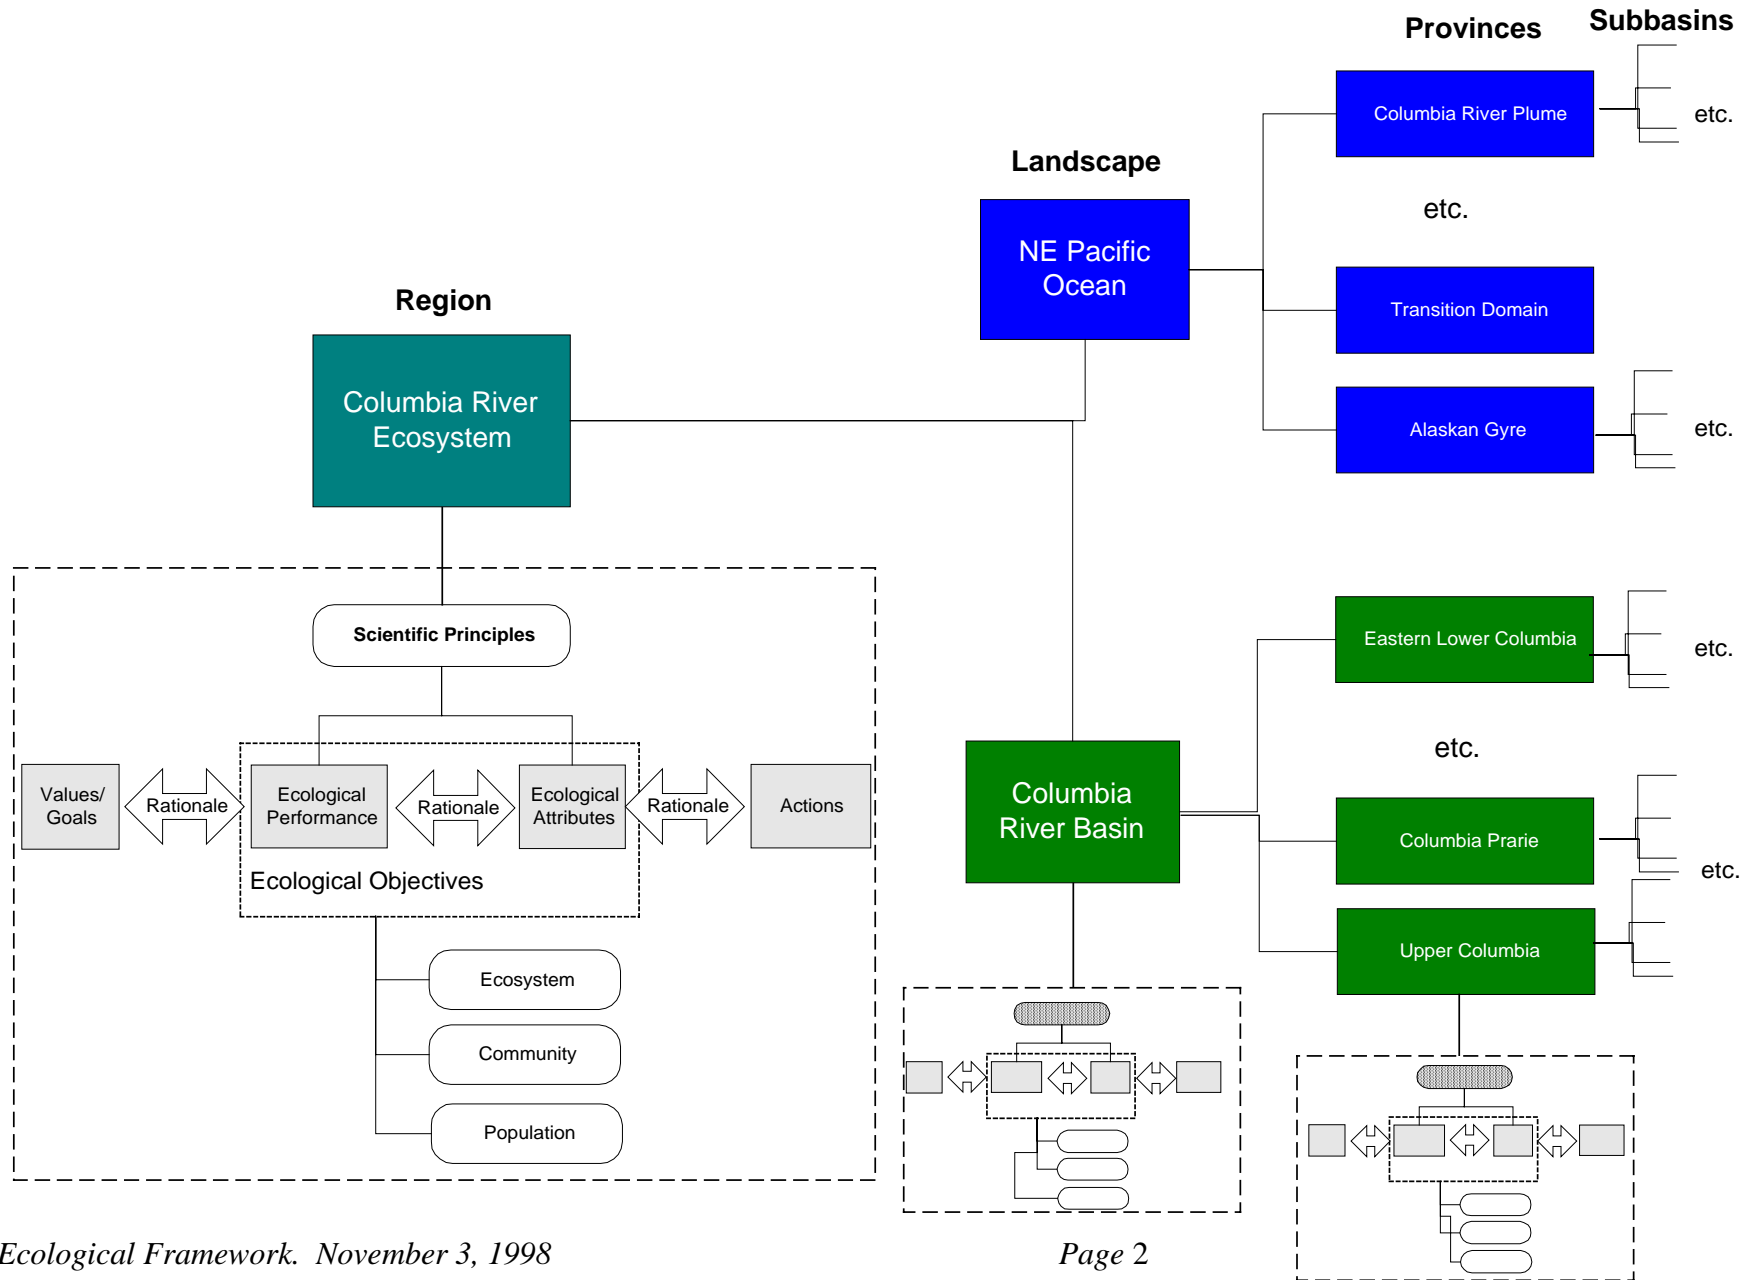 Subbasins
Provinces
Columbia River Plume
etc.
Landscape
etc.
NE Pacific
Ocean
Region
Transition Domain
Columbia River
Ecosystem
Alaskan Gyre
etc.
Scientific Principles
Eastern Lower Columbia
etc.
etc.
Values/
Goals
Rationale
Ecological
Performance
Rationale
Ecological
Attributes
Rationale
Actions
Ecological Objectives
Columbia
River Basin
Columbia Prarie
etc.
Upper Columbia
Ecosystem
Community
Population
Ecological Framework. November 3, 1998
Page 2